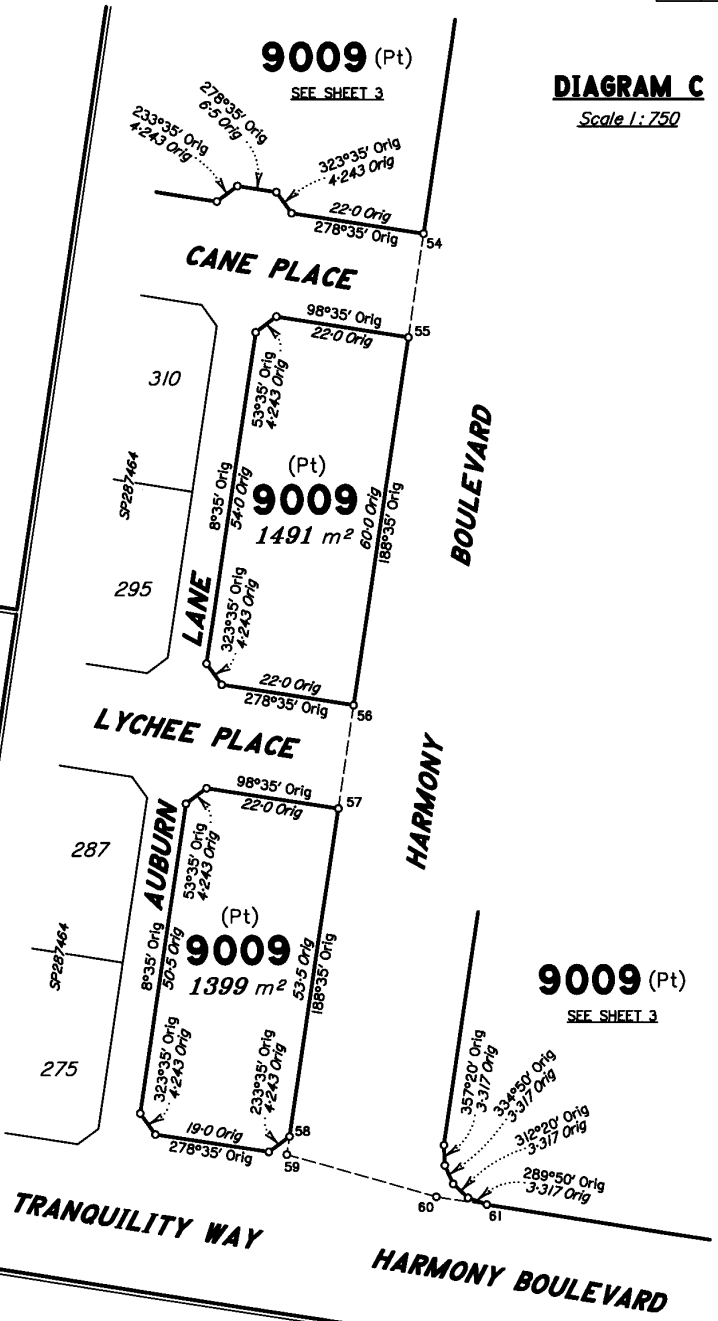 9009 (Pt)
SEE SHEET 3
DIAGRAM C
Scale 1:750
233°35' Orig
4·243 Orig
278°35' Orig
6·5 Orig
323°35' Orig
4·243 Orig
22·0 Orig
278°35' Orig
54
CANE PLACE
98°35' Orig
22·0 Orig
55
53°35' Orig
4·243 Orig
310
SP287464
295
8°35' Orig
54·0 Orig
(Pt)
9009
1491 m²
60·0 Orig
188°35' Orig
BOULEVARD
LANE
323°35' Orig
4·243 Orig
22·0 Orig
278°35' Orig
56
LYCHEE PLACE
98°35' Orig
22·0 Orig
57
HARMONY
287
AUBURN
53°35' Orig
4·243 Orig
SP287464
275
8°35' Orig
50·5 Orig
(Pt)
9009
1399 m²
53·5 Orig
188°35' Orig
323°35' Orig
4·243 Orig
233°35' Orig
4·243 Orig
19·0 Orig
278°35' Orig
58
59
9009 (Pt)
SEE SHEET 3
357°20' Orig
3·317 Orig
334°50' Orig
3·317 Orig
312°20' Orig
3·317 Orig
289°50' Orig
3·317 Orig
60
61
TRANQUILITY WAY
HARMONY BOULEVARD